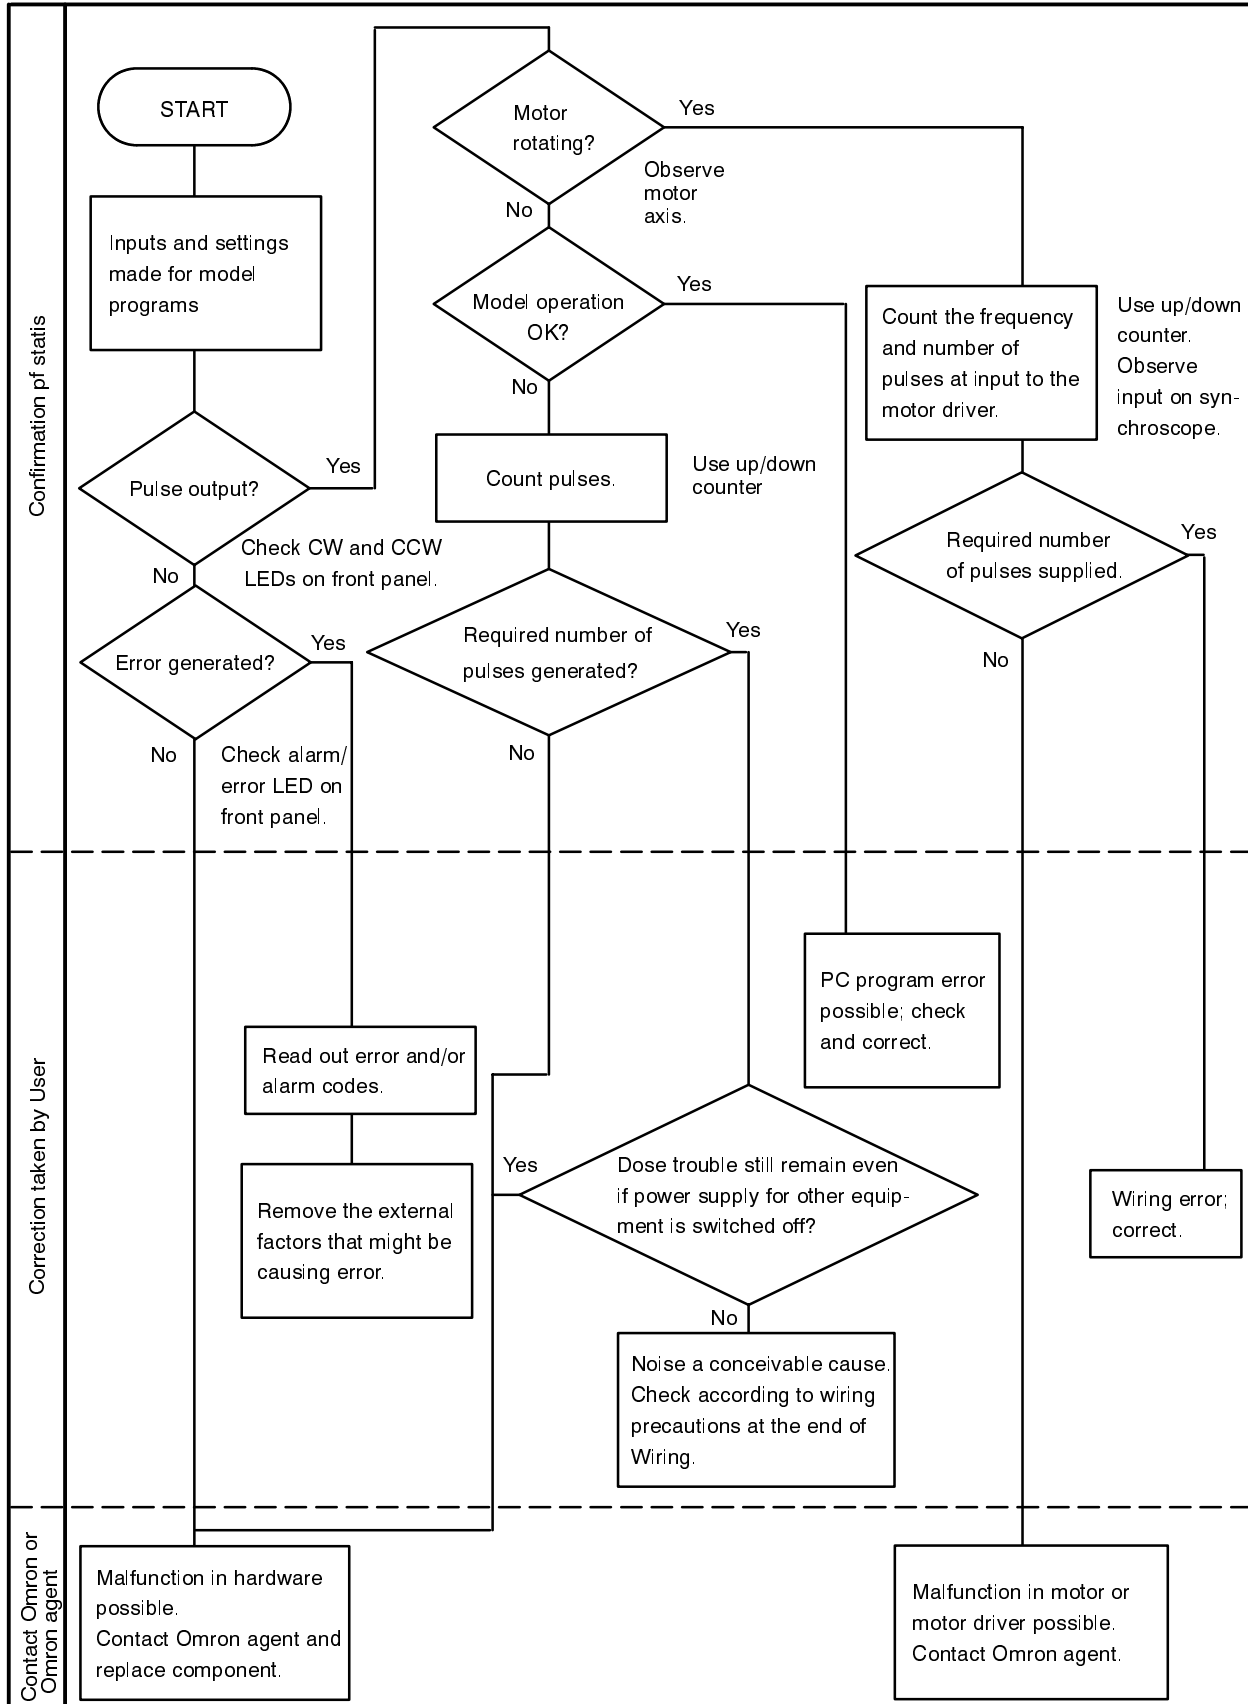 Confirmation pf statis
START
Inputs and settings
made for model
programs
Pulse output?
Yes
No
Check CW and CCW
LEDs on front panel.
Error generated?
Yes
No
Check alarm/
error LED on
front panel.
Motor
rotating?
Yes
No
Observe
motor
axis.
Model operation
OK?
Yes
No
Count pulses.
Use up/down
counter
Required number of
pulses generated?
Yes
No
Count the frequency
and number of
pulses at input to the
motor driver.
Use up/down
counter.
Observe
input on syn-
chroscope.
Required number
of pulses supplied.
Yes
No
Correction taken by User
Read out error and/or
alarm codes.
Remove the external
factors that might be
causing error.
PC program error
possible; check
and correct.
Yes
Dose trouble still remain even
if power supply for other equip-
ment is switched off?
No
Noise a conceivable cause.
Check according to wiring
precautions at the end of
Wiring.
Wiring error;
correct.
Contact Omron or
Omron agent
Malfunction in hardware
possible.
Contact Omron agent and
replace component.
Malfunction in motor or
motor driver possible.
Contact Omron agent.